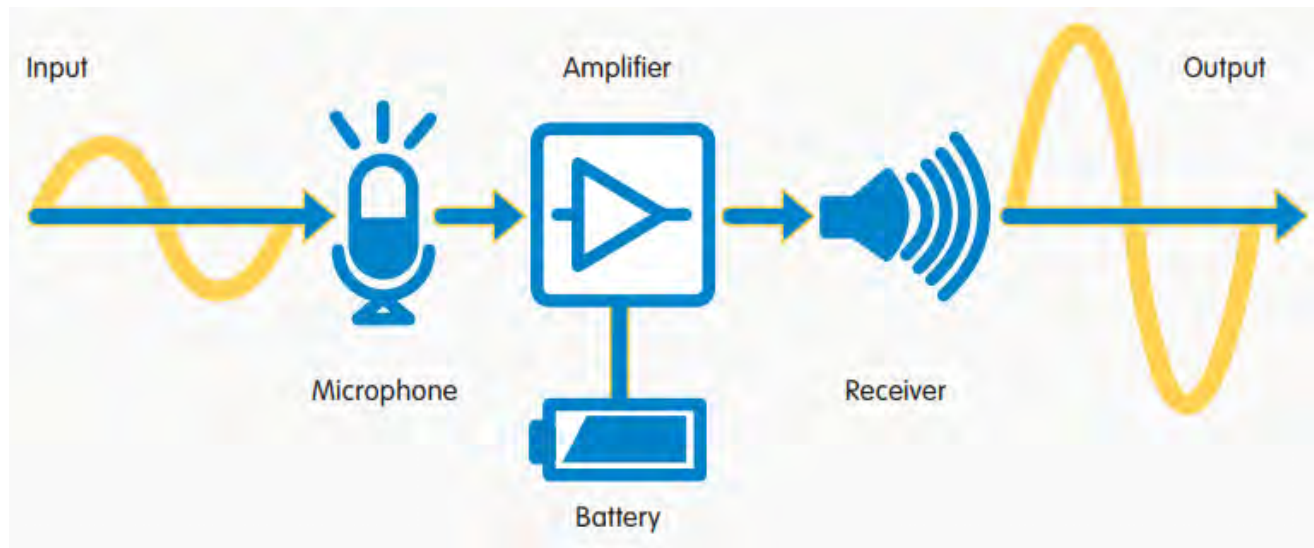 Input
Amplifier
Output
Microphone
Receiver
Battery